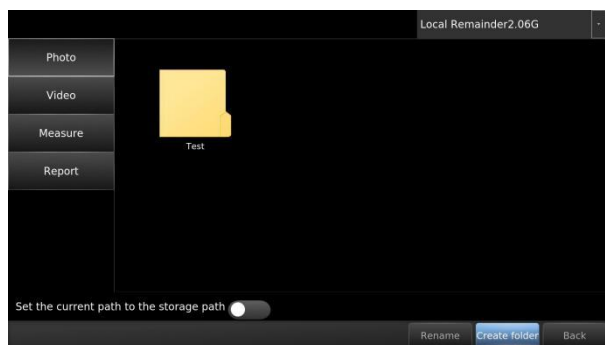 Local Remainder2.06G
Photo
Video
Measure
Report
Test
Set the current path to the storage path
Rename Create folder Back